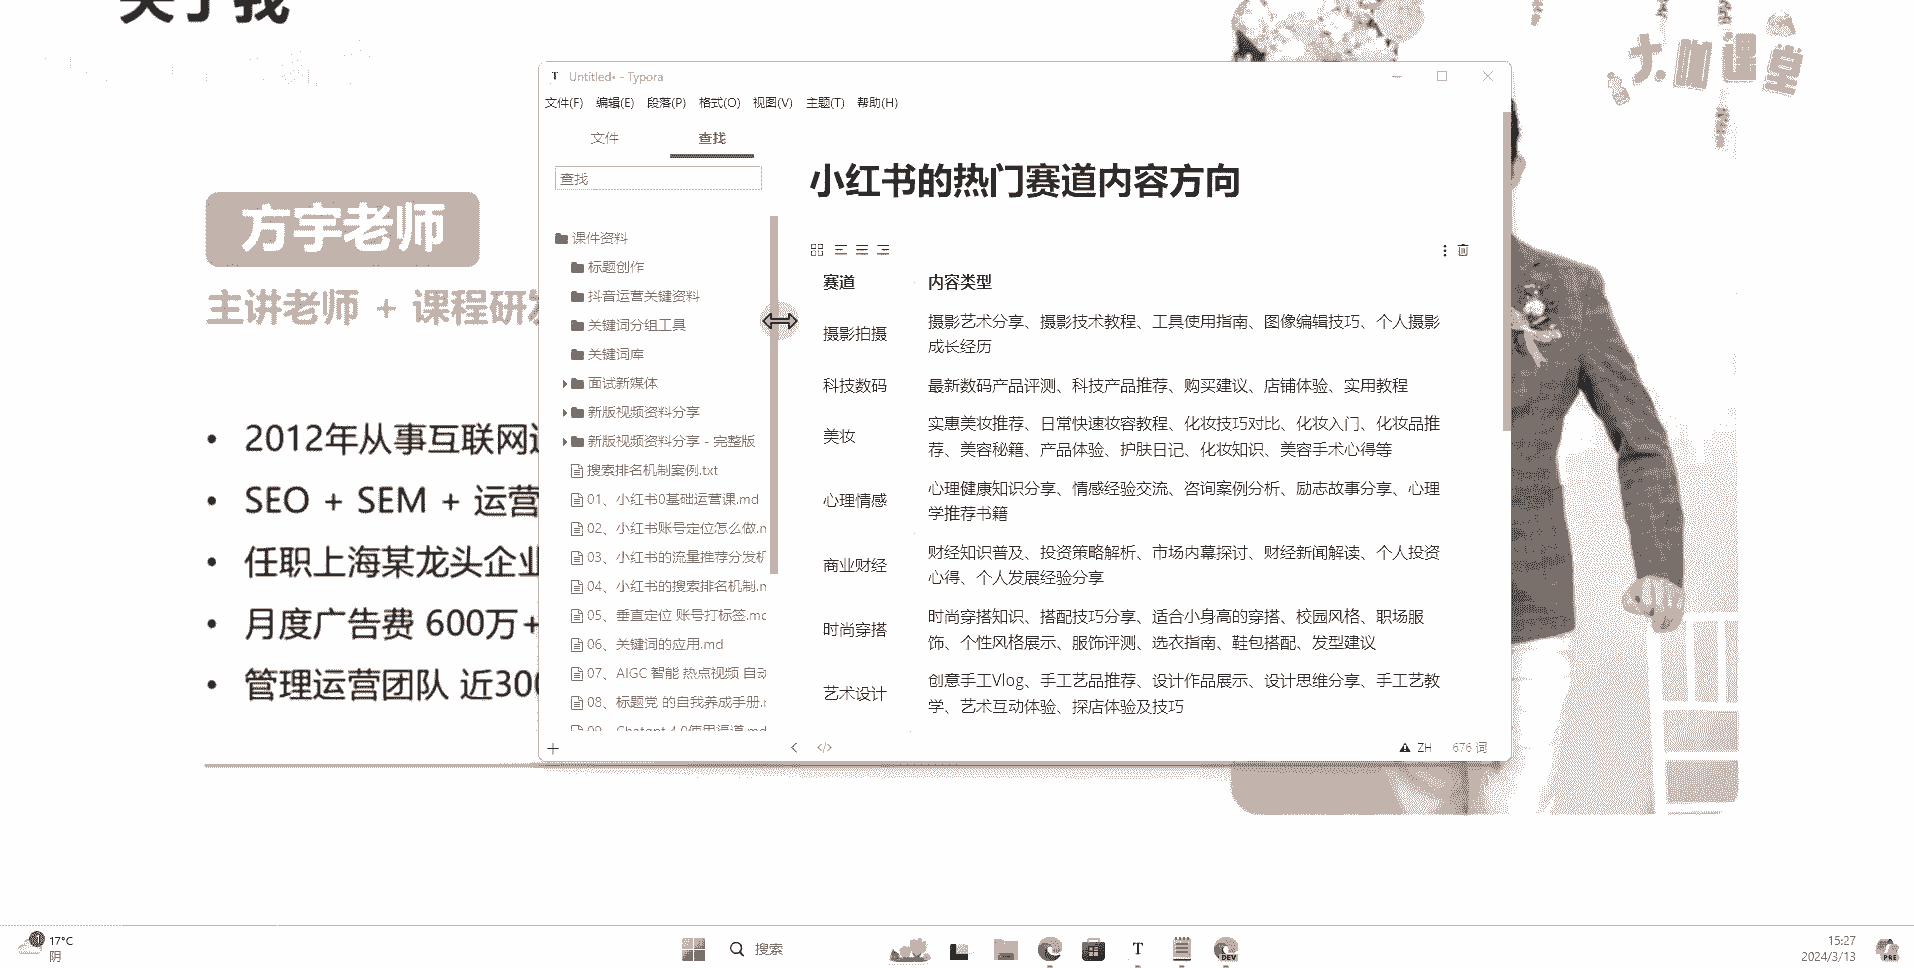 关于我
大咖课堂
方宇老师
主讲老师 + 课程研发
2012年从事互联网
SEO + SEM + 运营
任职上海某龙头企业
月度广告费 600万+
管理运营团队 近300
Untitled• - Typora
文件(F) 编辑(E) 段落(P) 格式(O) 视图(V) 主题(T) 帮助(H)
文件 查找
查找
课件资料
标题创作
抖音运营关键资料
关键词分组工具
关键词库
面试新媒体
新版视频资料分享
新版视频资料分享 - 完整版
搜索排名机制案例.txt
01、小红书0基础运营课.md
02、小红书账号定位怎么做.m
03、小红书的流量推荐分发机
04、小红书的搜索排名机制.m
05、垂直定位 账号打标签.md
06、关键词的应用.md
07、AIGC 智能 热点视频 自动
08、标题党 的自我养成手册.m
09、Chatgpt 4.0使用渠道.md
小红书的热门赛道内容方向
赛道 内容类型
摄影拍摄 摄影艺术分享、摄影技术教程、工具使用指南、图像编辑技巧、个人摄影
成长经历
科技数码 最新数码产品评测、科技产品推荐、购买建议、店铺体验、实用教程
美妆 实惠美妆推荐、日常快速妆容教程、化妆技巧对比、化妆入门、化妆品推
荐、美容秘籍、产品体验、护肤日记、化妆知识、美容手术心得等
心理情感 心理健康知识分享、情感经验交流、咨询案例分析、励志故事分享、心理
学推荐书籍
商业财经 财经知识普及、投资策略解析、市场内幕探讨、财经新闻解读、个人投资
心得、个人发展经验分享
时尚穿搭 时尚穿搭知识、搭配技巧分享、适合小身高的穿搭、校园风格、职场服
饰、个性风格展示、服饰评测、选衣指南、鞋包搭配、发型建议
艺术设计 创意手工Vlog、手工艺品推荐、设计作品展示、设计思维分享、手工艺教
学、艺术互动体验、探店体验及技巧
</> ZH 676 词
17°C
阴
搜索
DEV
15:27
2024/3/13
PRE